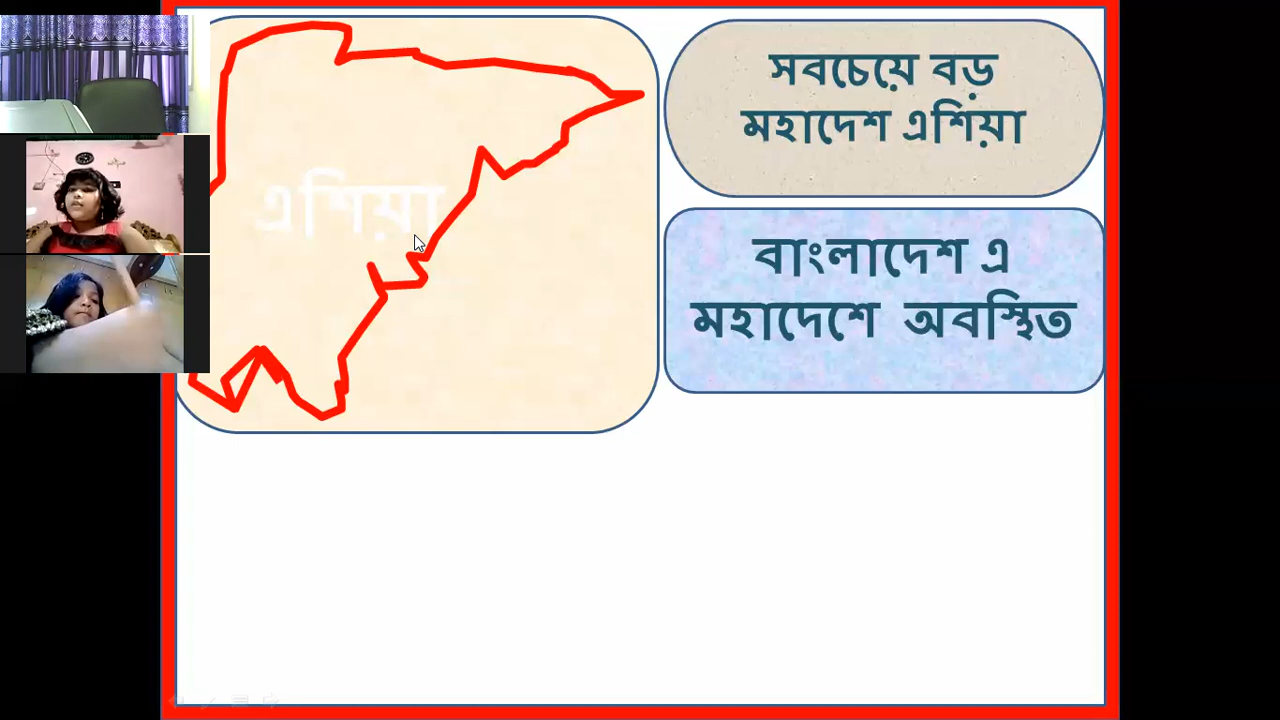 এশিয়া
সবচেয়ে বড়
মহাদেশ এশিয়া
বাংলাদেশ এ
মহাদেশে অবস্থিত